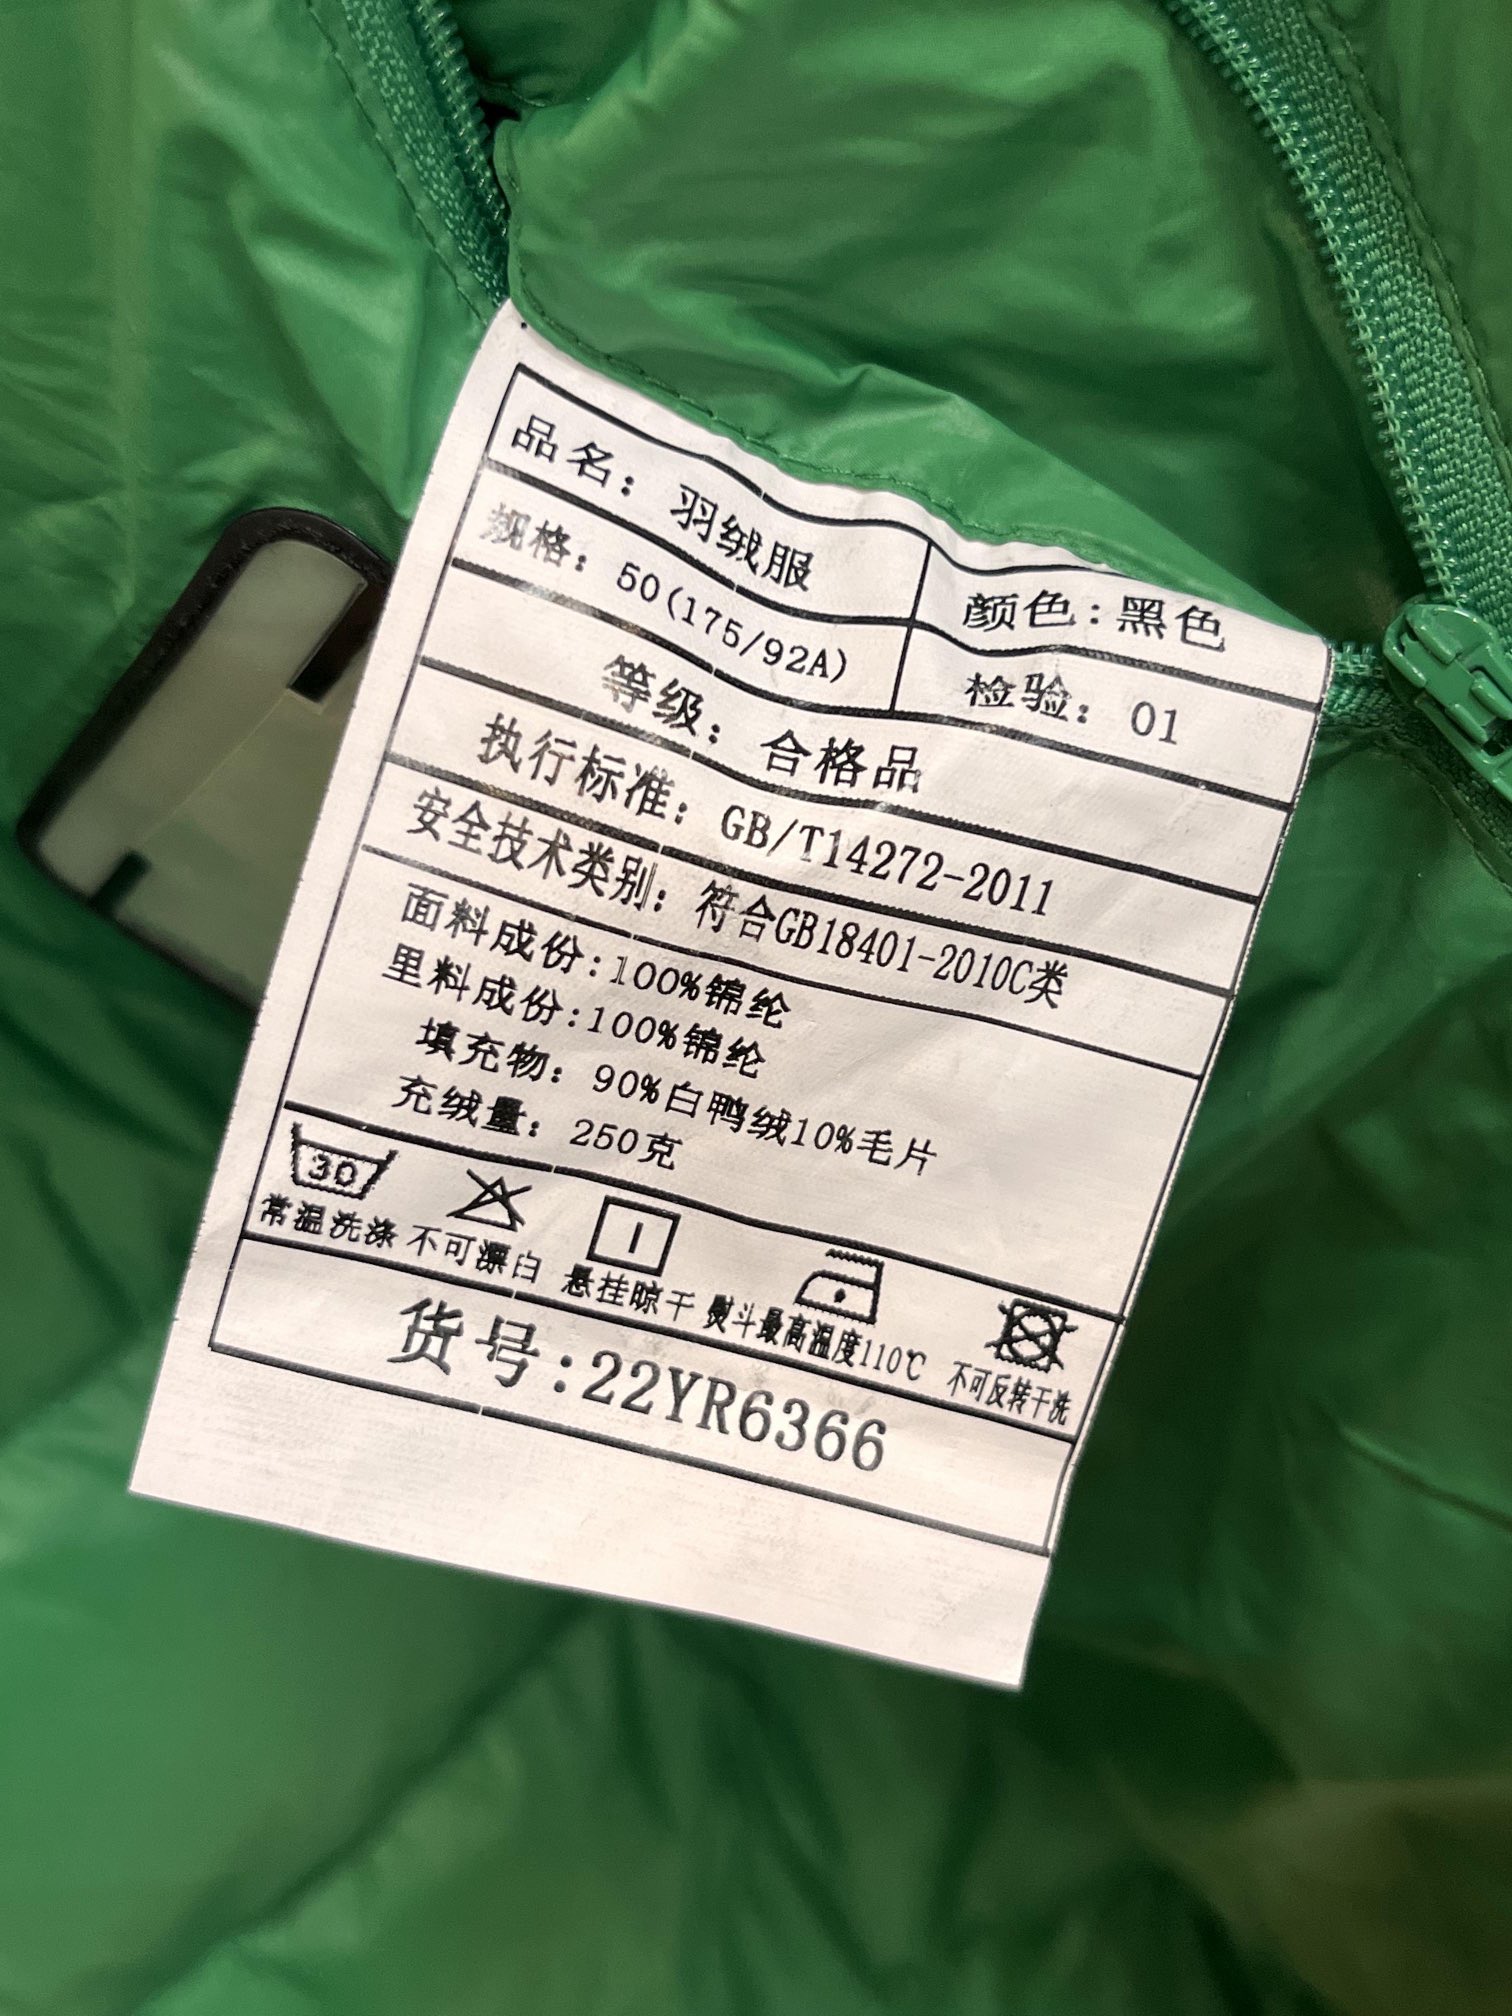 品名：羽绒服
颜色：黑色
规格：50(175/92A)
检验：01
等级：合格品
执行标准：GB/T14272-2011
安全技术类别：符合GB18401-2010C类
面料成份：100%锦纶
里料成份：100%锦纶
填充物：90%白鸭绒10%毛片
充绒量：250克
30
常温洗涤 不可漂白 悬挂晾干 熨斗最高温度110℃ 不可反转干洗
货号：22YR6366